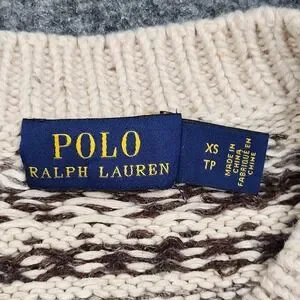 POLO
RALPH LAUREN
XS
TP
MADE IN
CHINA
FABRIQUÉ EN
CHINE